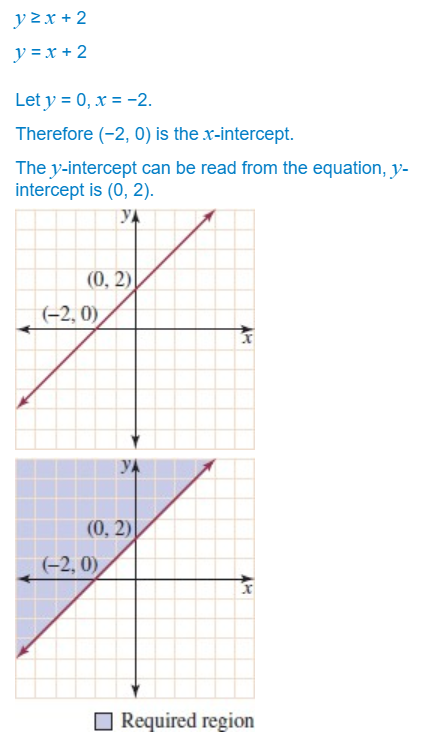 y ≥ x + 2
y = x + 2
Let y = 0, x = −2.
Therefore (−2, 0) is the x-intercept.
The y-intercept can be read from the equation, y-
intercept is (0, 2).
y
(0, 2)
(−2, 0)
x
y
(0, 2)
(−2, 0)
x
Required region